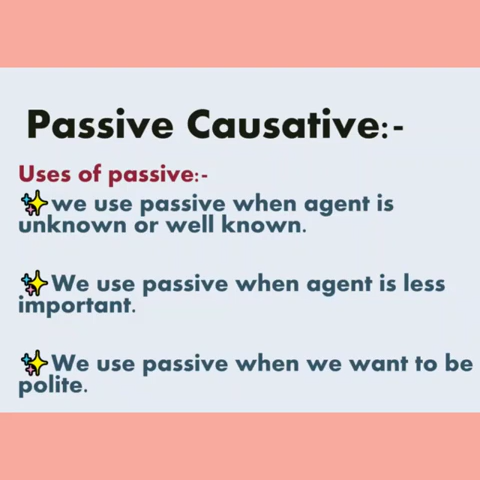 Passive Causative:-
Uses of passive:-
✨we use passive when agent is
unknown or well known.
✨We use passive when agent is less
important.
✨We use passive when we want to be
polite.